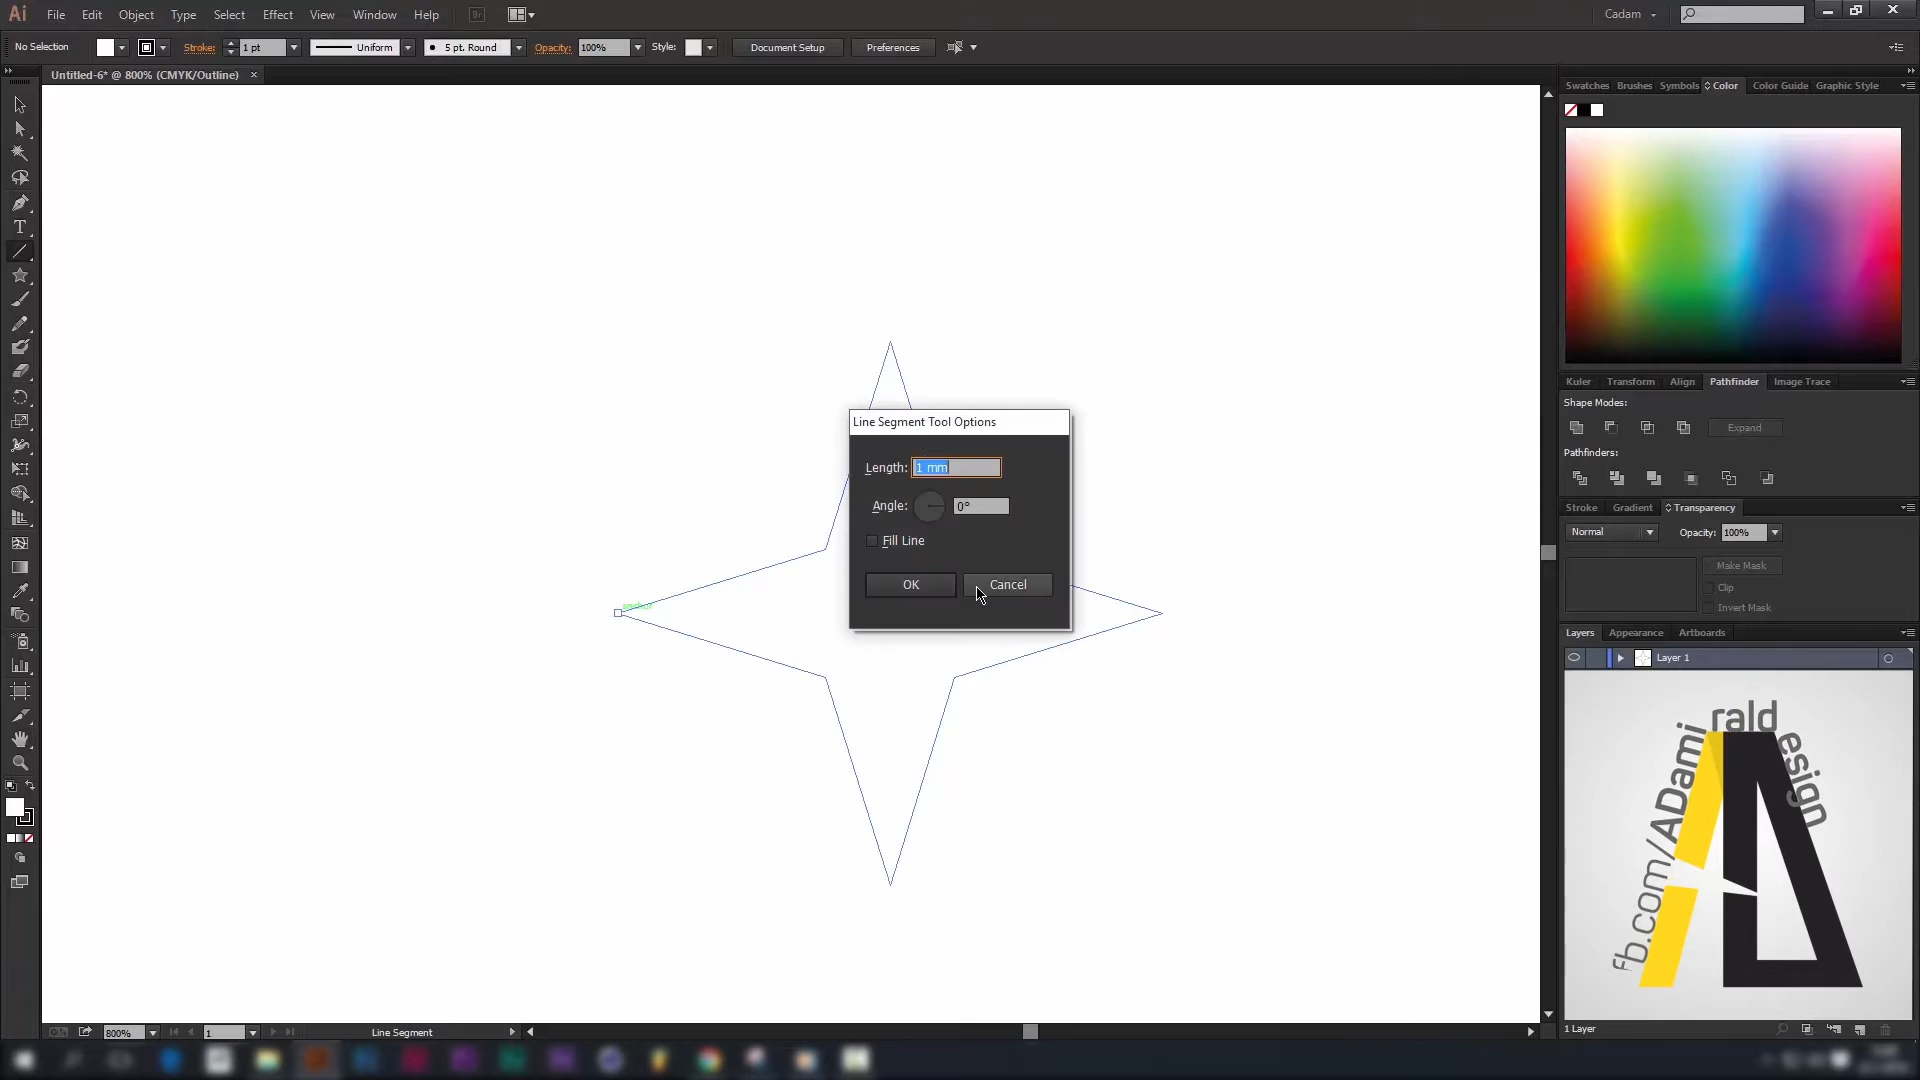 Ai File Edit Object Type Select Effect View Window Help Br Cadam
No Selection Stroke: 1 pt Uniform 5 pt. Round Opacity: 100% Style: Document Setup Preferences
Untitled-6* @ 800% (CMYK/Outline) ×
Swatches Brushes Symbols Color Color Guide Graphic Style
Kuler Transform Align Pathfinder Image Trace
Shape Modes:
Expand
Pathfinders:
Stroke Gradient Transparency
Normal Opacity: 100%
Make Mask
Clip
Invert Mask
Layers Appearance Artboards
Layer 1
fb.com/ADami rald esign
1 Layer
Line Segment Tool Options
Length: 1 mm
Angle: 0°
Fill Line
OK Cancel
anchor
800% 1 Line Segment